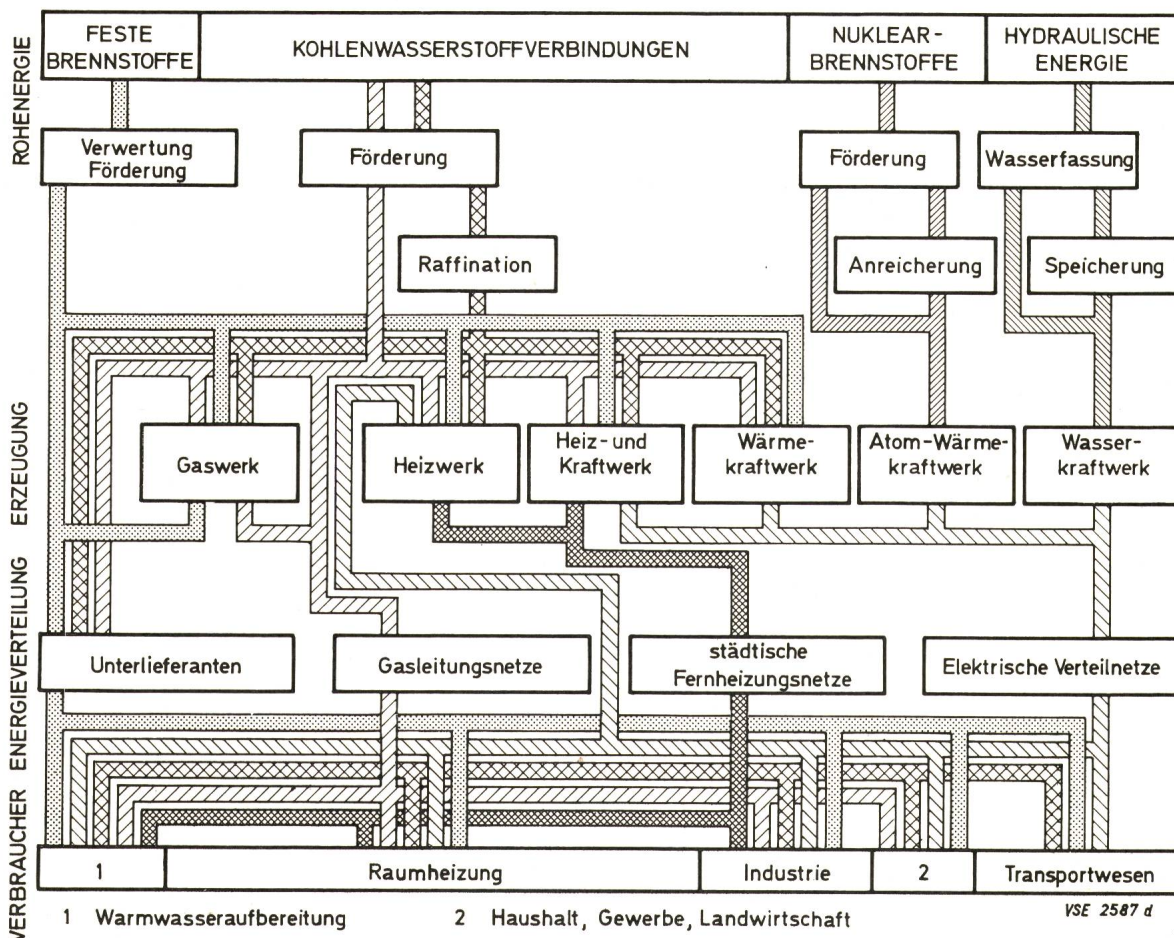 FESTE
BRENNSTOFFE
KOHLENWASSERSTOFFVERBINDUNGEN
NUKLEAR-
BRENNSTOFFE
HYDRAULISCHE
ENERGIE
ROHENERGIE
Verwertung
Förderung
Förderung
Förderung
Wasserfassung
Raffination
Anreicherung
Speicherung
ERZEUGUNG
Gaswerk
Heizwerk
Heiz- und
Kraftwerk
Wärme-
kraftwerk
Atom-Wärme-
kraftwerk
Wasser-
kraftwerk
ENERGIEVERTEILUNG
Unterlieferanten
Gasleitungsnetze
städtische
Fernheizungsnetze
Elektrische Verteilnetze
VERBRAUCHER
1
Raumheizung
Industrie
2
Transportwesen
1 Warmwasseraufbereitung
2 Haushalt, Gewerbe, Landwirtschaft
VSE 2587 d